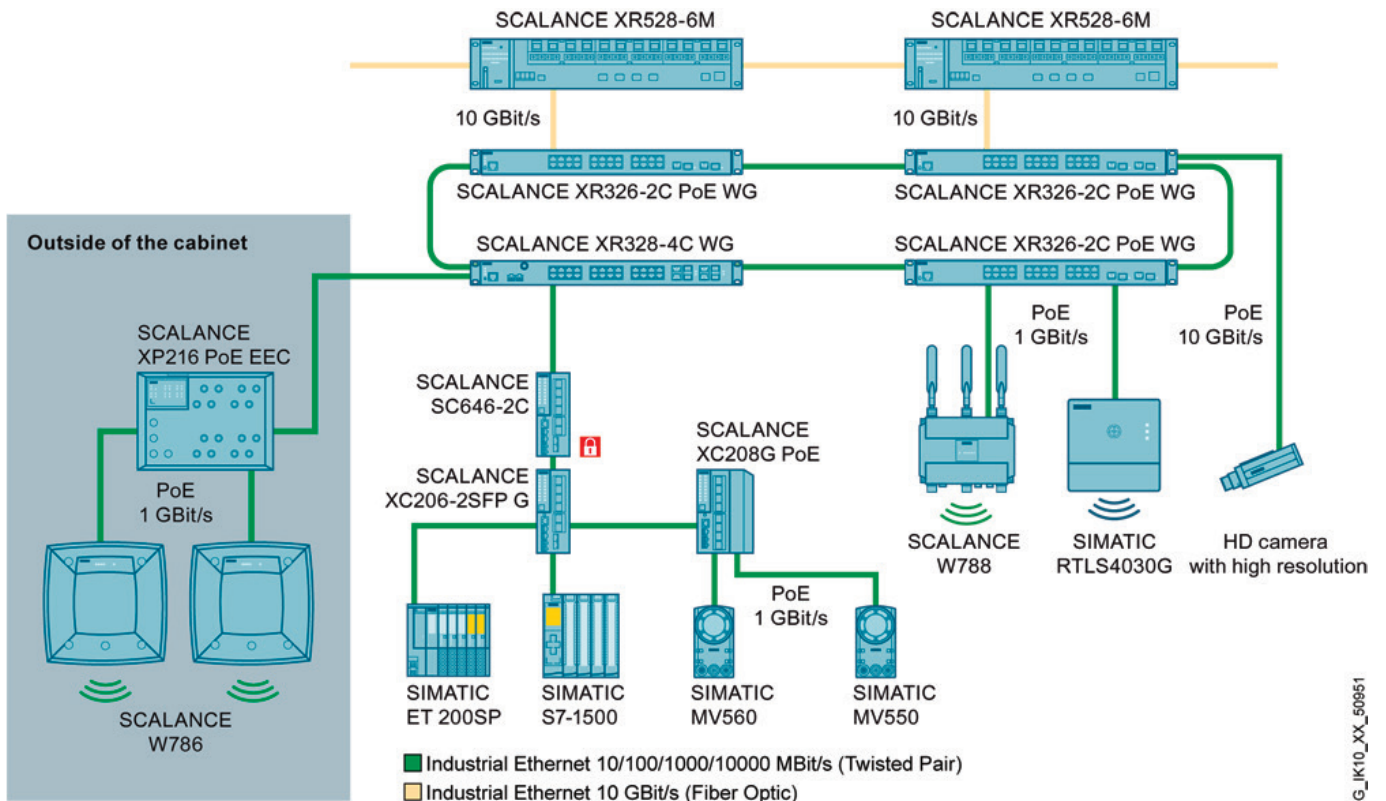 SCALANCE XR528-6M
SCALANCE XR528-6M
10 GBit/s
10 GBit/s
SCALANCE XR326-2C PoE WG
SCALANCE XR326-2C PoE WG
Outside of the cabinet
SCALANCE XR328-4C WG
SCALANCE XR326-2C PoE WG
SCALANCE
XP216 PoE EEC
PoE
1 GBit/s
PoE
10 GBit/s
SCALANCE
SC646-2C
SCALANCE
XC208G PoE
SCALANCE
XC206-2SFP G
PoE
1 GBit/s
SCALANCE
W788
SIMATIC
RTLS4030G
HD camera
with high resolution
PoE
1 GBit/s
SIMATIC
ET 200SP
SIMATIC
S7-1500
SIMATIC
MV560
SIMATIC
MV550
SCALANCE
W786
Industrial Ethernet 10/100/1000/10000 MBit/s (Twisted Pair)
Industrial Ethernet 10 GBit/s (Fiber Optic)
G_IK10_XX_50951